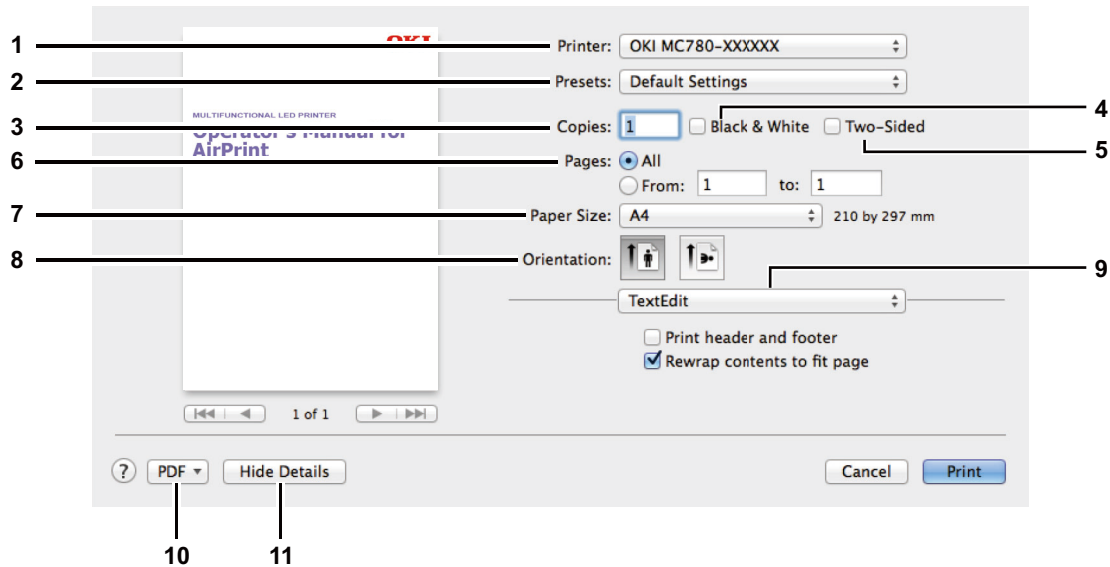 1
OKI
Printer: OKI MC780-XXXXXX
2
Presets: Default Settings
4
3
MULTIFUNCTIONAL LED PRINTER
Copies: 1 Black & White Two-Sided
Operator's Manual for
AirPrint
5
6
Pages: All
From: 1 to: 1
7
Paper Size: A4 210 by 297 mm
8
Orientation:
9
TextEdit
Print header and footer
Rewrap contents to fit page
1 of 1
? PDF Hide Details Cancel Print
10 11